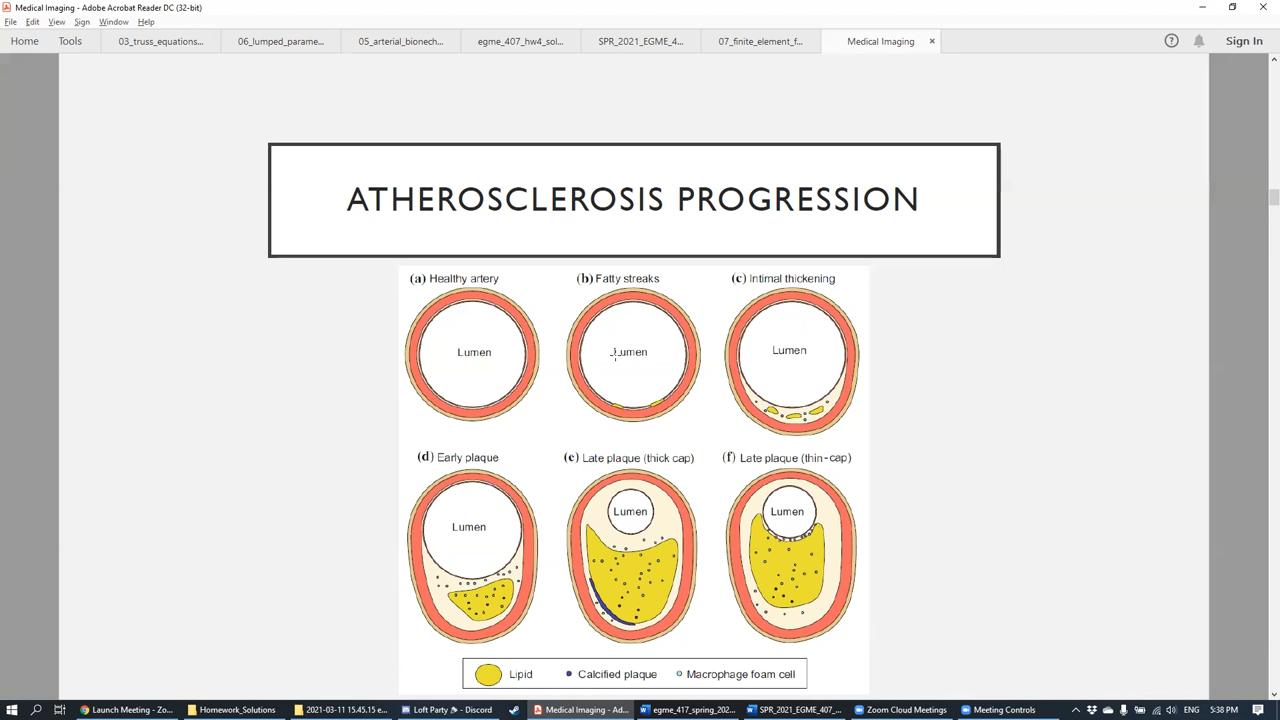 Medical Imaging - Adobe Acrobat Reader DC (32-bit)
File Edit View Sign Window Help
Home Tools 03_truss_equations... 06_lumped_parame... 05_arterial_bionech... egme_407_hw4_sol... SPR_2021_EGME_4... 07_finite_element_f... Medical Imaging × Sign In
ATHEROSCLEROSIS PROGRESSION
(a) Healthy artery (b) Fatty streaks (c) Intimal thickening
Lumen Lumen Lumen
(d) Early plaque (e) Late plaque (thick cap) (f) Late plaque (thin-cap)
Lumen Lumen Lumen
Lipid Calcified plaque Macrophage foam cell
Launch Meeting - Zo... Homework_Solutions 2021-03-11 15.45.15 e... Loft Party - Discord Medical Imaging - Ad... egme_417_spring_202... SPR_2021_EGME_407_... Zoom Cloud Meetings Meeting Controls ENG 5:38 PM